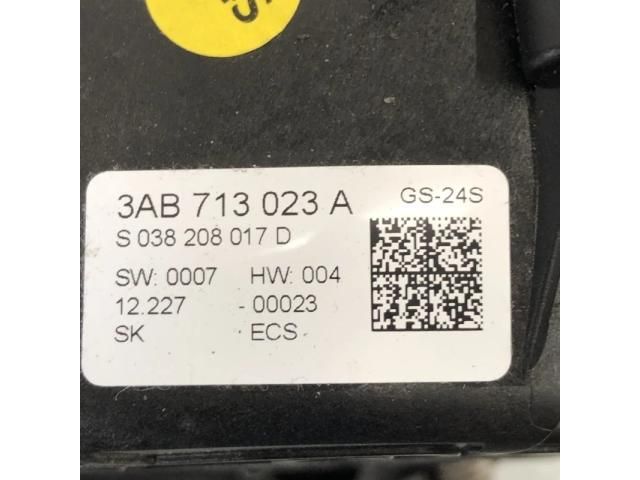 3AB 713 023 A GS-24S
S 038 208 017 D
SW: 0007 HW: 004
12.227 - 00023
SK ECS